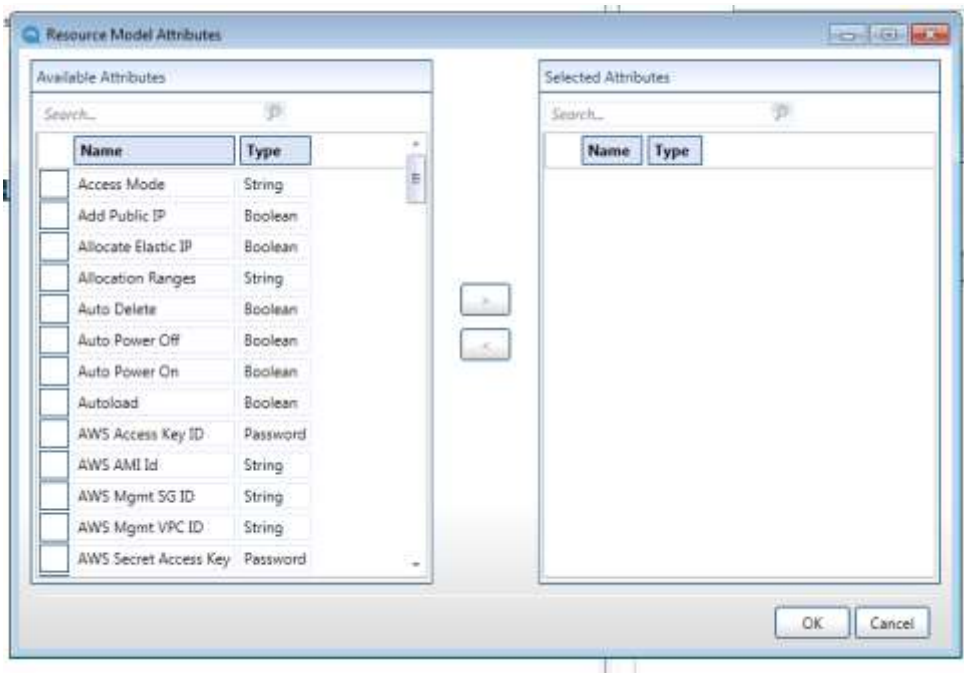 Resource Model Attributes
Available Attributes
Search...
Name Type
Access Mode String
Add Public IP Boolean
Allocate Elastic IP Boolean
Allocation Ranges String
Auto Delete Boolean
Auto Power Off Boolean
Auto Power On Boolean
Autoload Boolean
AWS Access Key ID Password
AWS AMI Id String
AWS Mgmt SG ID String
AWS Mgmt VPC ID String
AWS Secret Access Key Password
>
<
Selected Attributes
Search...
Name Type
OK Cancel